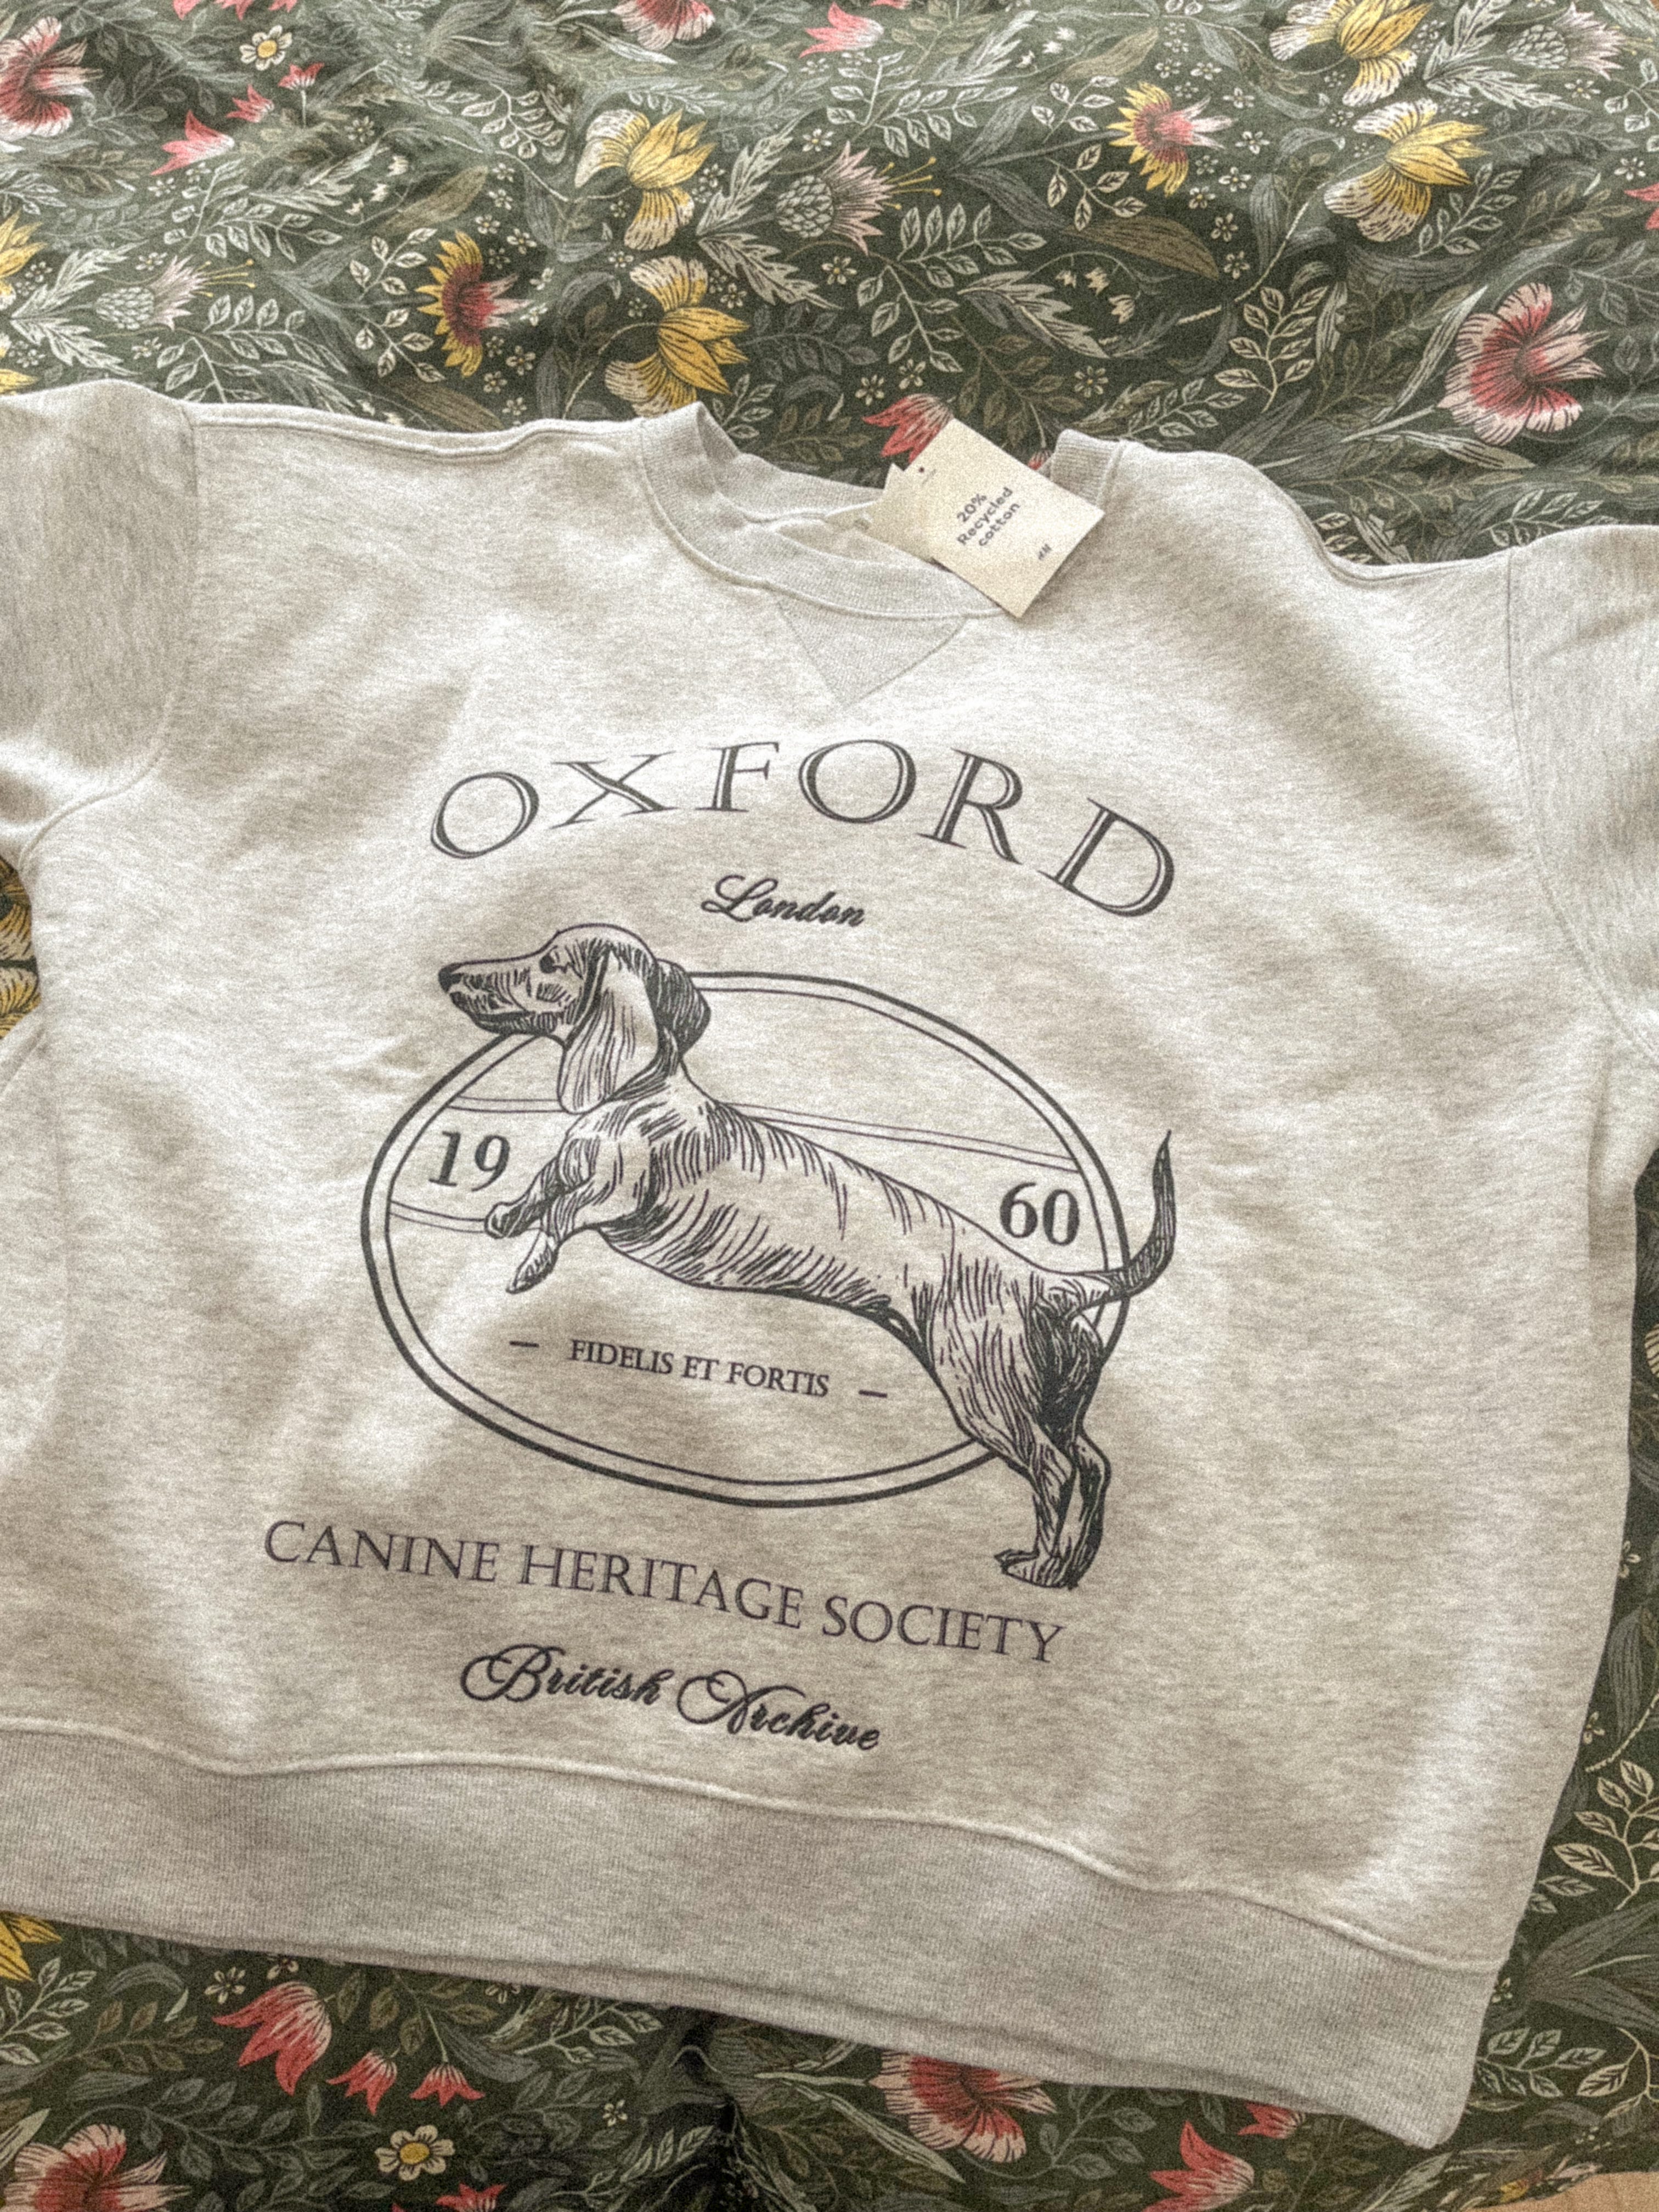 20%
Recycled
cotton
H&M
OXFORD
London
19 60
— FIDELIS ET FORTIS —
CANINE HERITAGE SOCIETY
British Archive